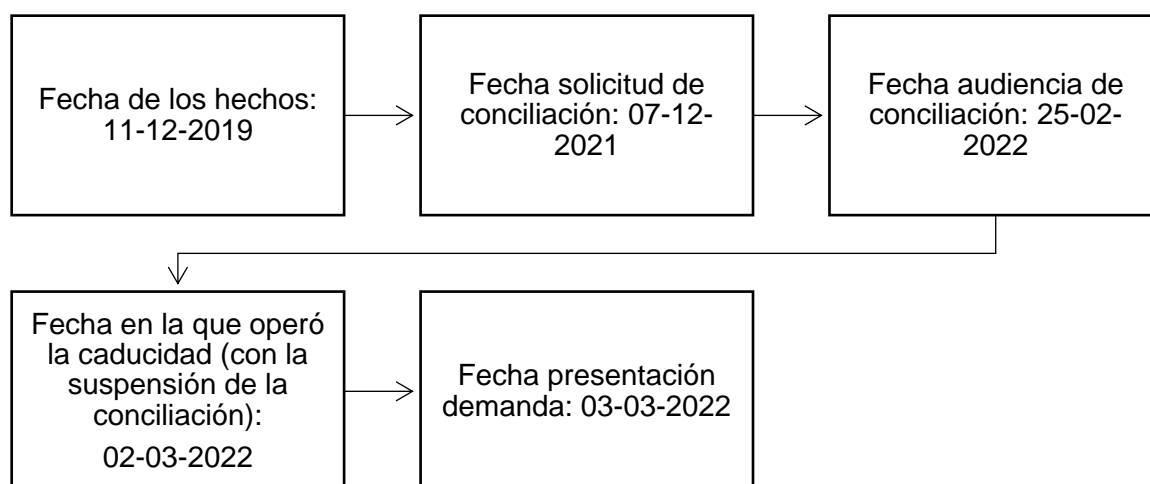 Fecha de los hechos:
11-12-2019
Fecha solicitud de
conciliación: 07-12-
2021
Fecha audiencia de
conciliación: 25-02-
2022
Fecha en la que operó
la caducidad (con la
suspensión de la
conciliación):
02-03-2022
Fecha presentación
demanda: 03-03-2022